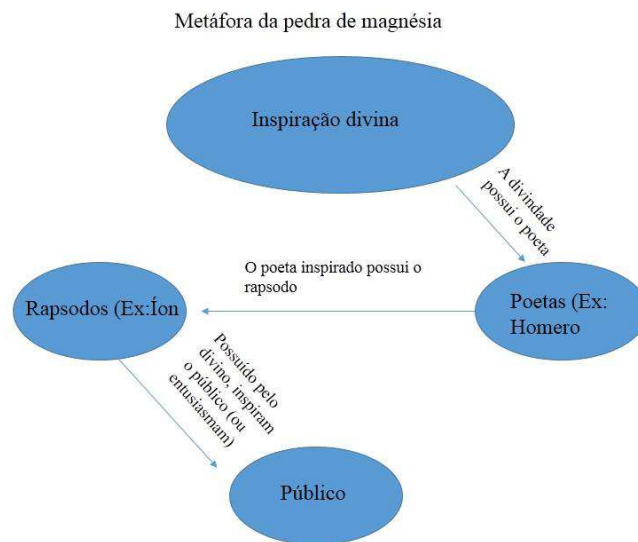 Metáfora da pedra de magnésia
Inspiração divina
A divindade
possui o poeta
Poetas (Ex:
Homero
O poeta inspirado possui o
rapsodo
Rapsodos (Ex:Íon
Possuído pelo
divino, inspiram
o público (ou
entusiasmam)
Público